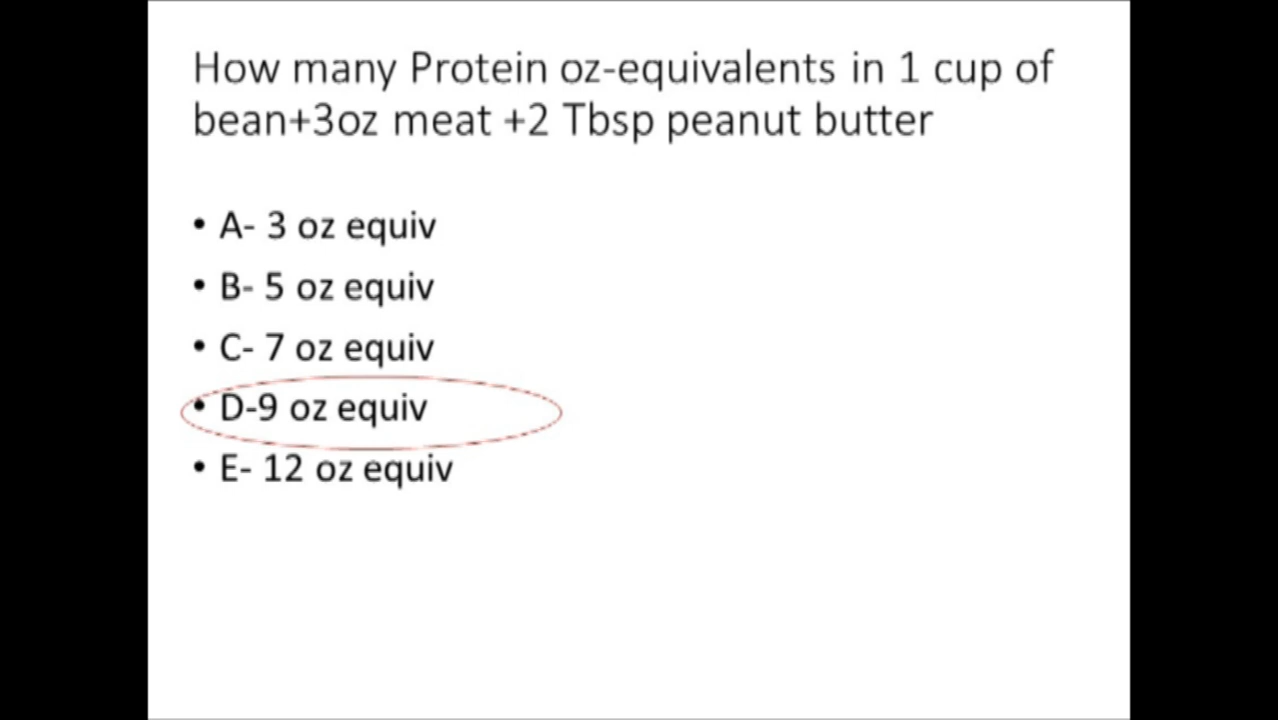 How many Protein oz-equivalents in 1 cup of
bean+3oz meat +2 Tbsp peanut butter
• A- 3 oz equiv
• B- 5 oz equiv
• C- 7 oz equiv
• D-9 oz equiv
• E- 12 oz equiv